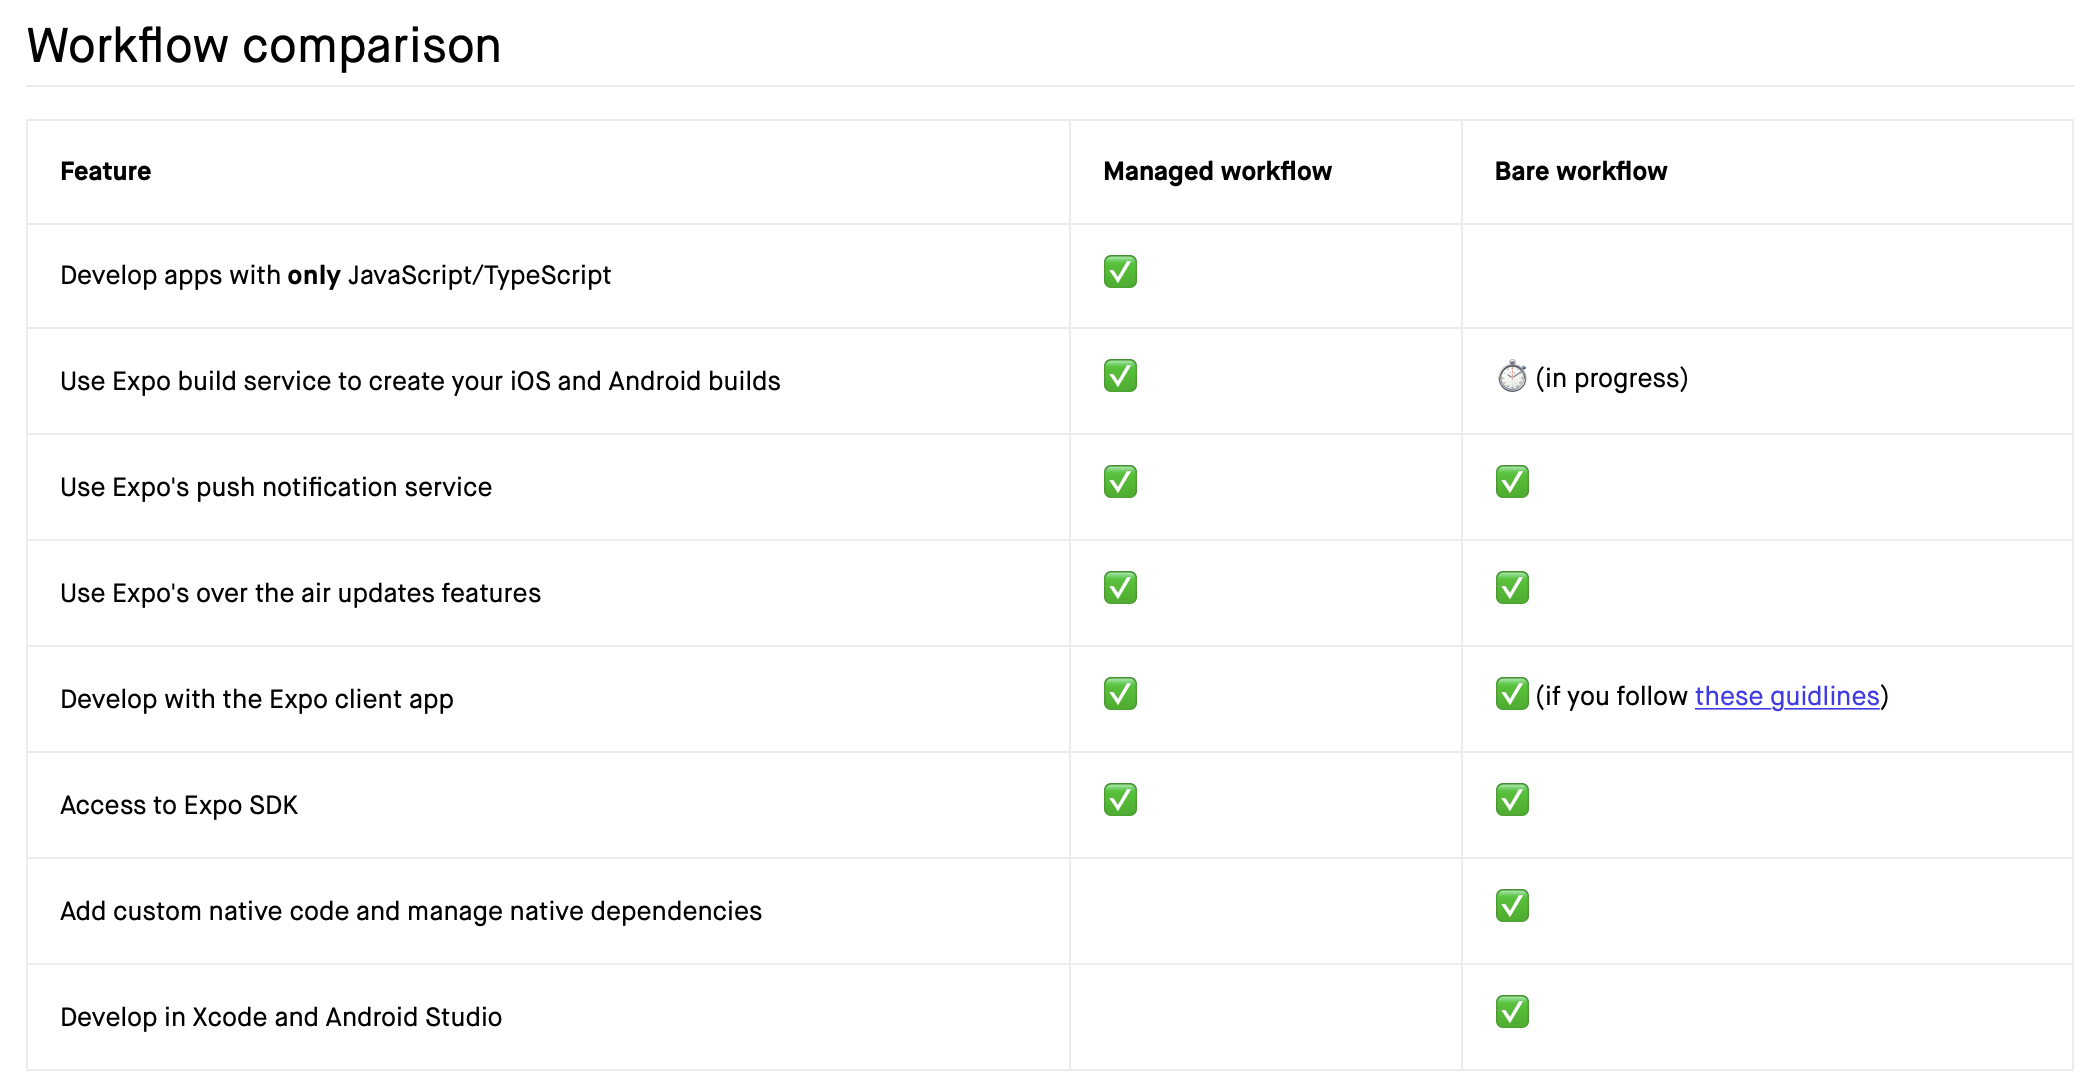 Workflow comparison
Feature Managed workflow Bare workflow
Develop apps with only JavaScript/TypeScript ✅
Use Expo build service to create your iOS and Android builds ✅ ⏱ (in progress)
Use Expo's push notification service ✅ ✅
Use Expo's over the air updates features ✅ ✅
Develop with the Expo client app ✅ ✅ (if you follow these guidlines)
Access to Expo SDK ✅ ✅
Add custom native code and manage native dependencies ✅
Develop in Xcode and Android Studio ✅